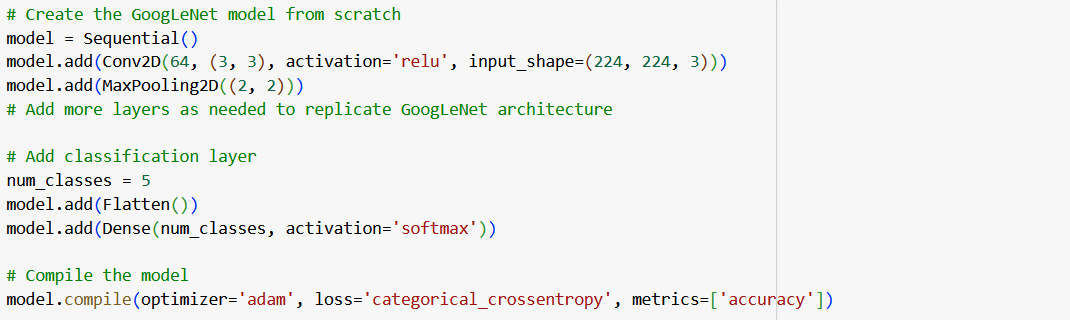 # Create the GoogLeNet model from scratch
model = Sequential()
model.add(Conv2D(64, (3, 3), activation='relu', input_shape=(224, 224, 3)))
model.add(MaxPooling2D((2, 2)))
# Add more layers as needed to replicate GoogLeNet architecture
# Add classification layer
num_classes = 5
model.add(Flatten())
model.add(Dense(num_classes, activation='softmax'))
# Compile the model
model.compile(optimizer='adam', loss='categorical_crossentropy', metrics=['accuracy'])